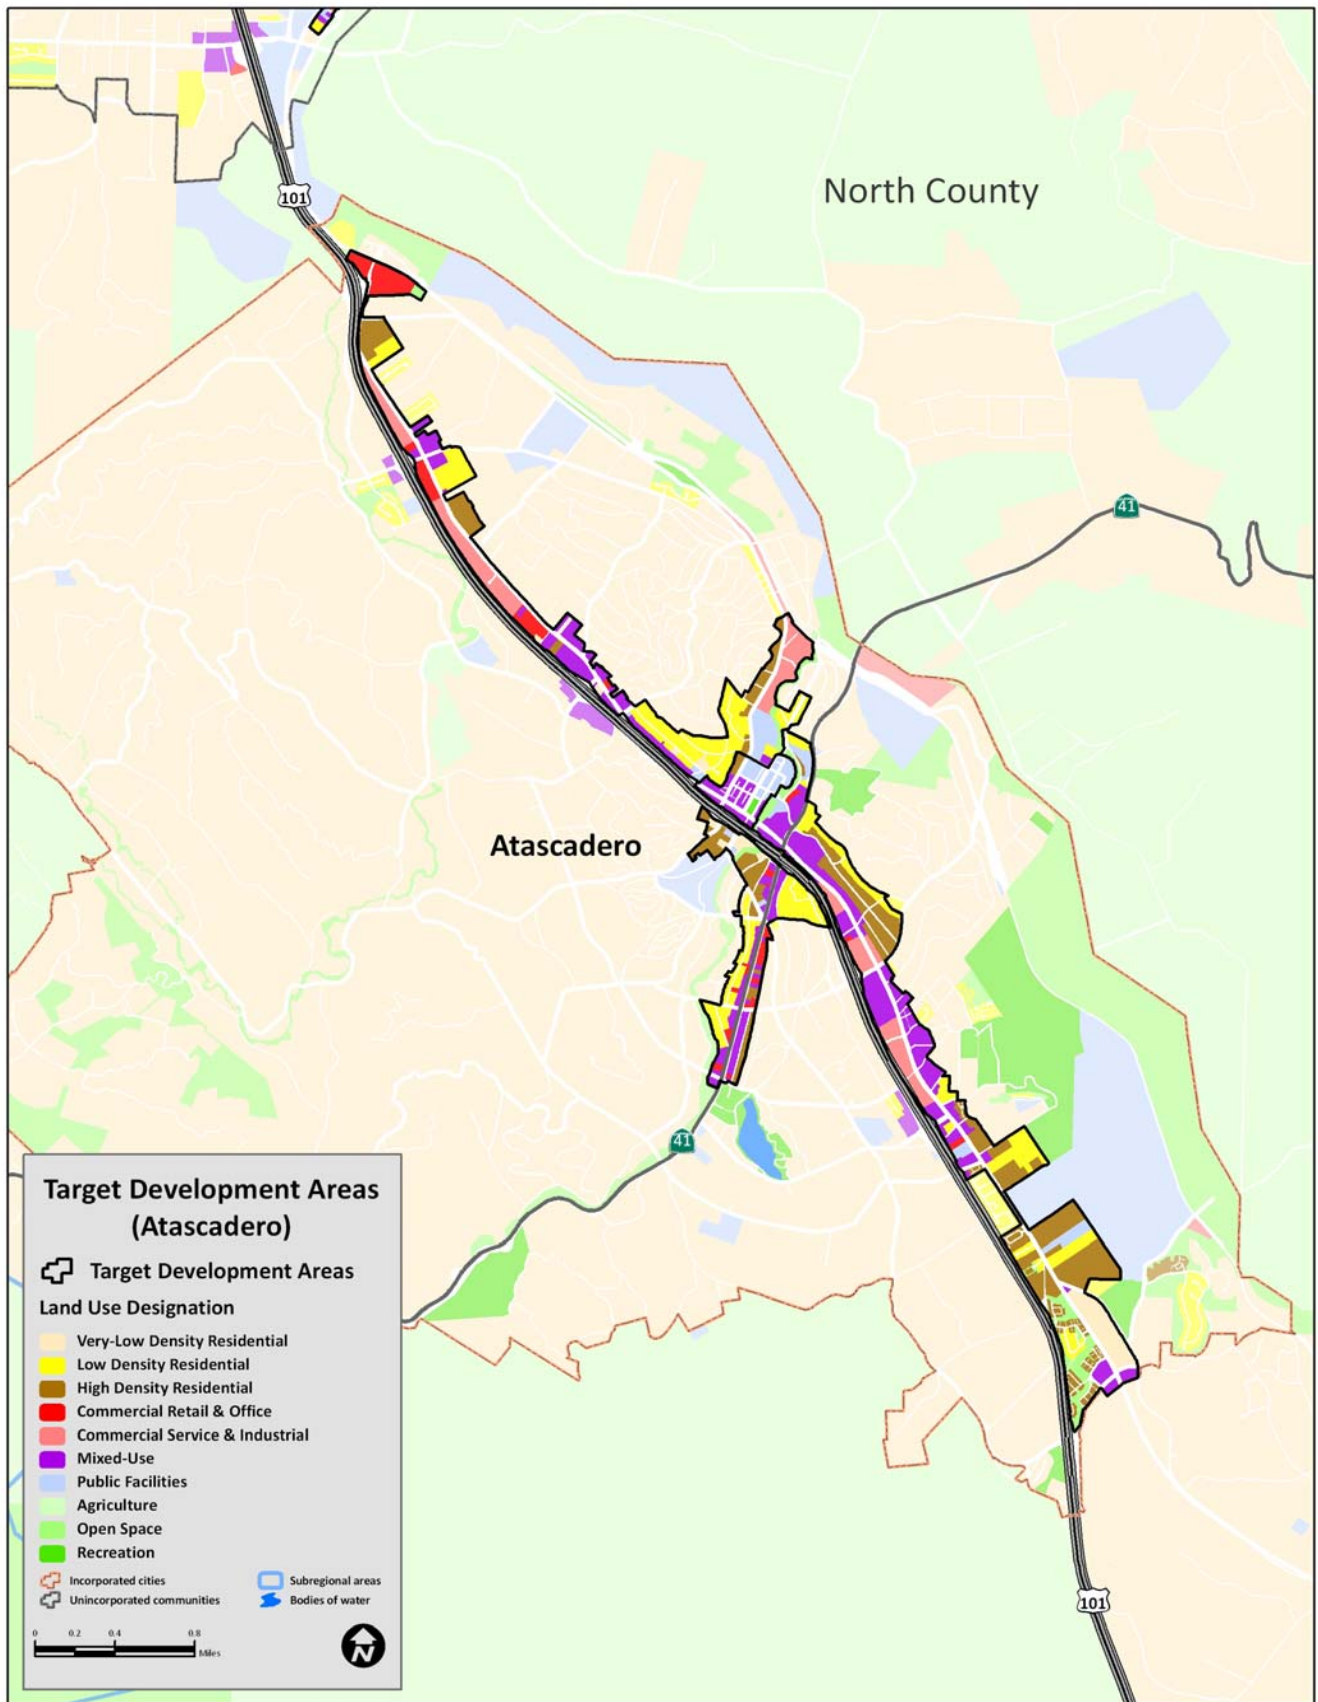 101
North County
41
Atascadero
41
Target Development Areas
(Atascadero)
Target Development Areas
Land Use Designation
Very-Low Density Residential
Low Density Residential
High Density Residential
Commercial Retail & Office
Commercial Service & Industrial
Mixed-Use
Public Facilities
Agriculture
Open Space
Recreation
Incorporated cities
Subregional areas
Unincorporated communities
Bodies of water
0 0.2 0.4 0.8
Miles
N
101